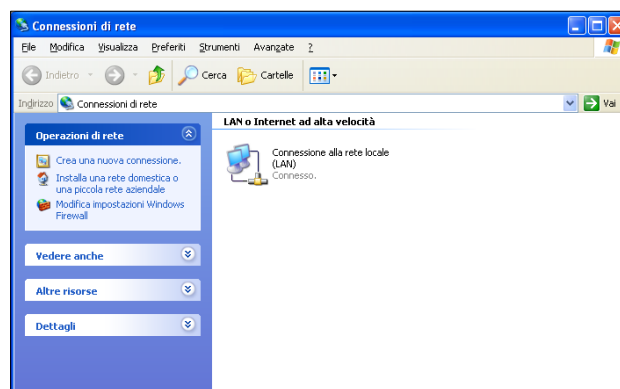 Connessioni di rete
File Modifica Visualizza Preferiti Strumenti Avanzate ?
Indietro Cerca Cartelle
Indirizzo Connessioni di rete Vai
Operazioni di rete
Crea una nuova connessione.
Installa una rete domestica o
una piccola rete aziendale
Modifica impostazioni Windows
Firewall
Vedere anche
Altre risorse
Dettagli
LAN o Internet ad alta velocità
Connessione alla rete locale
(LAN)
Connesso.